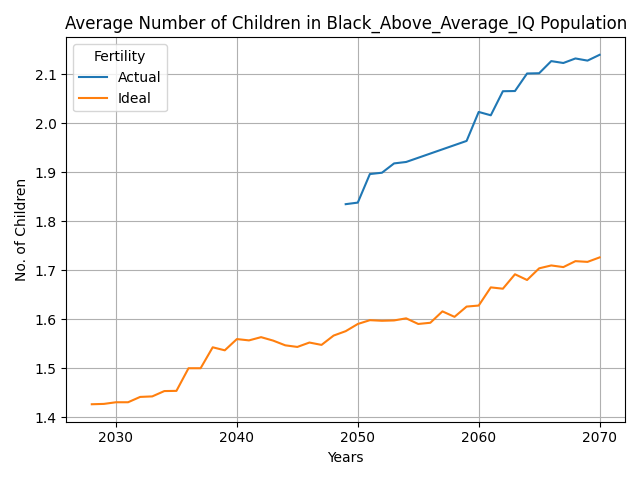 Average Number of Children in Black_Above_Average_IQ Population
Fertility
Actual
Ideal
No. of Children
2.1
2.0
1.9
1.8
1.7
1.6
1.5
1.4
2030 2040 2050 2060 2070
Years